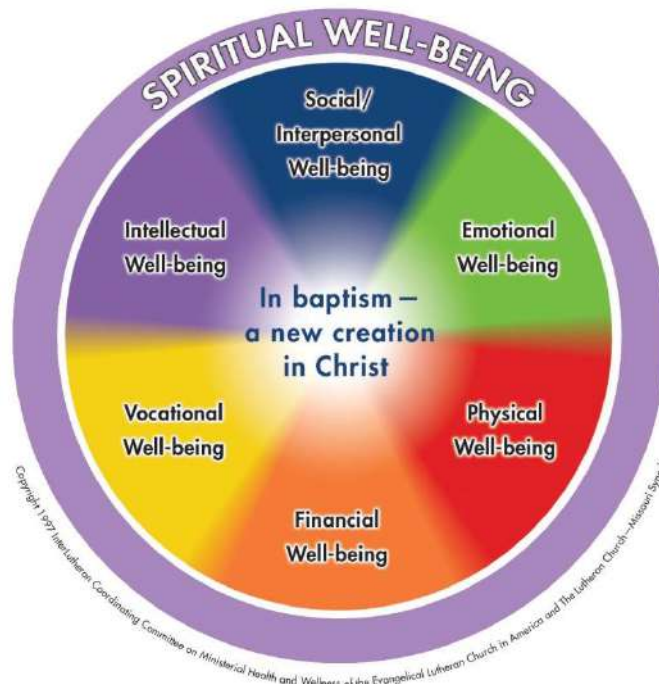 SPIRITUAL WELL-BEING
Social/
Interpersonal
Well-being
Emotional
Well-being
Physical
Well-being
Financial
Well-being
Vocational
Well-being
Intellectual
Well-being
In baptism –
a new creation
in Christ
Copyright 1997 InterLutheran Coordinating Committee on Ministerial Health and Wellness of the Evangelical Lutheran Church in America and The Lutheran Church–Missouri